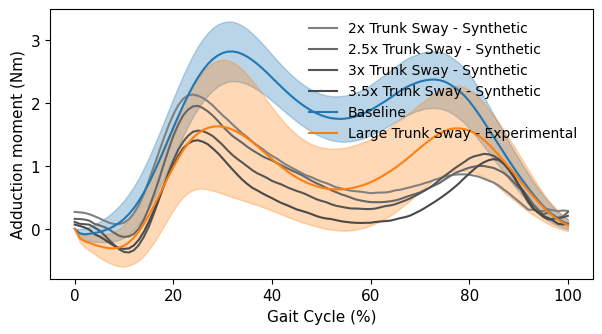 2x Trunk Sway - Synthetic
2.5x Trunk Sway - Synthetic
3x Trunk Sway - Synthetic
3.5x Trunk Sway - Synthetic
Baseline
Large Trunk Sway - Experimental
Adduction moment (Nm)
3
2
1
0
0 20 40 60 80 100
Gait Cycle (%)